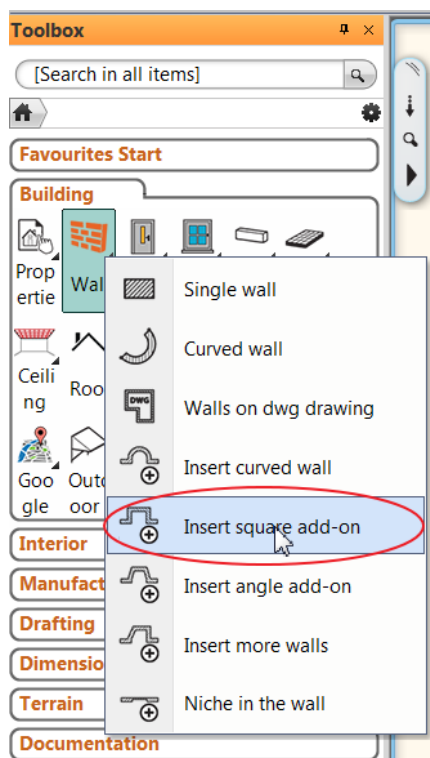 Toolbox
[Search in all items]
Favourites Start
Building
Prop
ertie
Wal
Single wall
Curved wall
Ceili
ng
Roo
DWG
Walls on dwg drawing
Insert curved wall
Goo
gle
Outd
oor
Insert square add-on
Interior
Insert angle add-on
Manufact
Drafting
Insert more walls
Dimensio
Terrain
Niche in the wall
Documentation